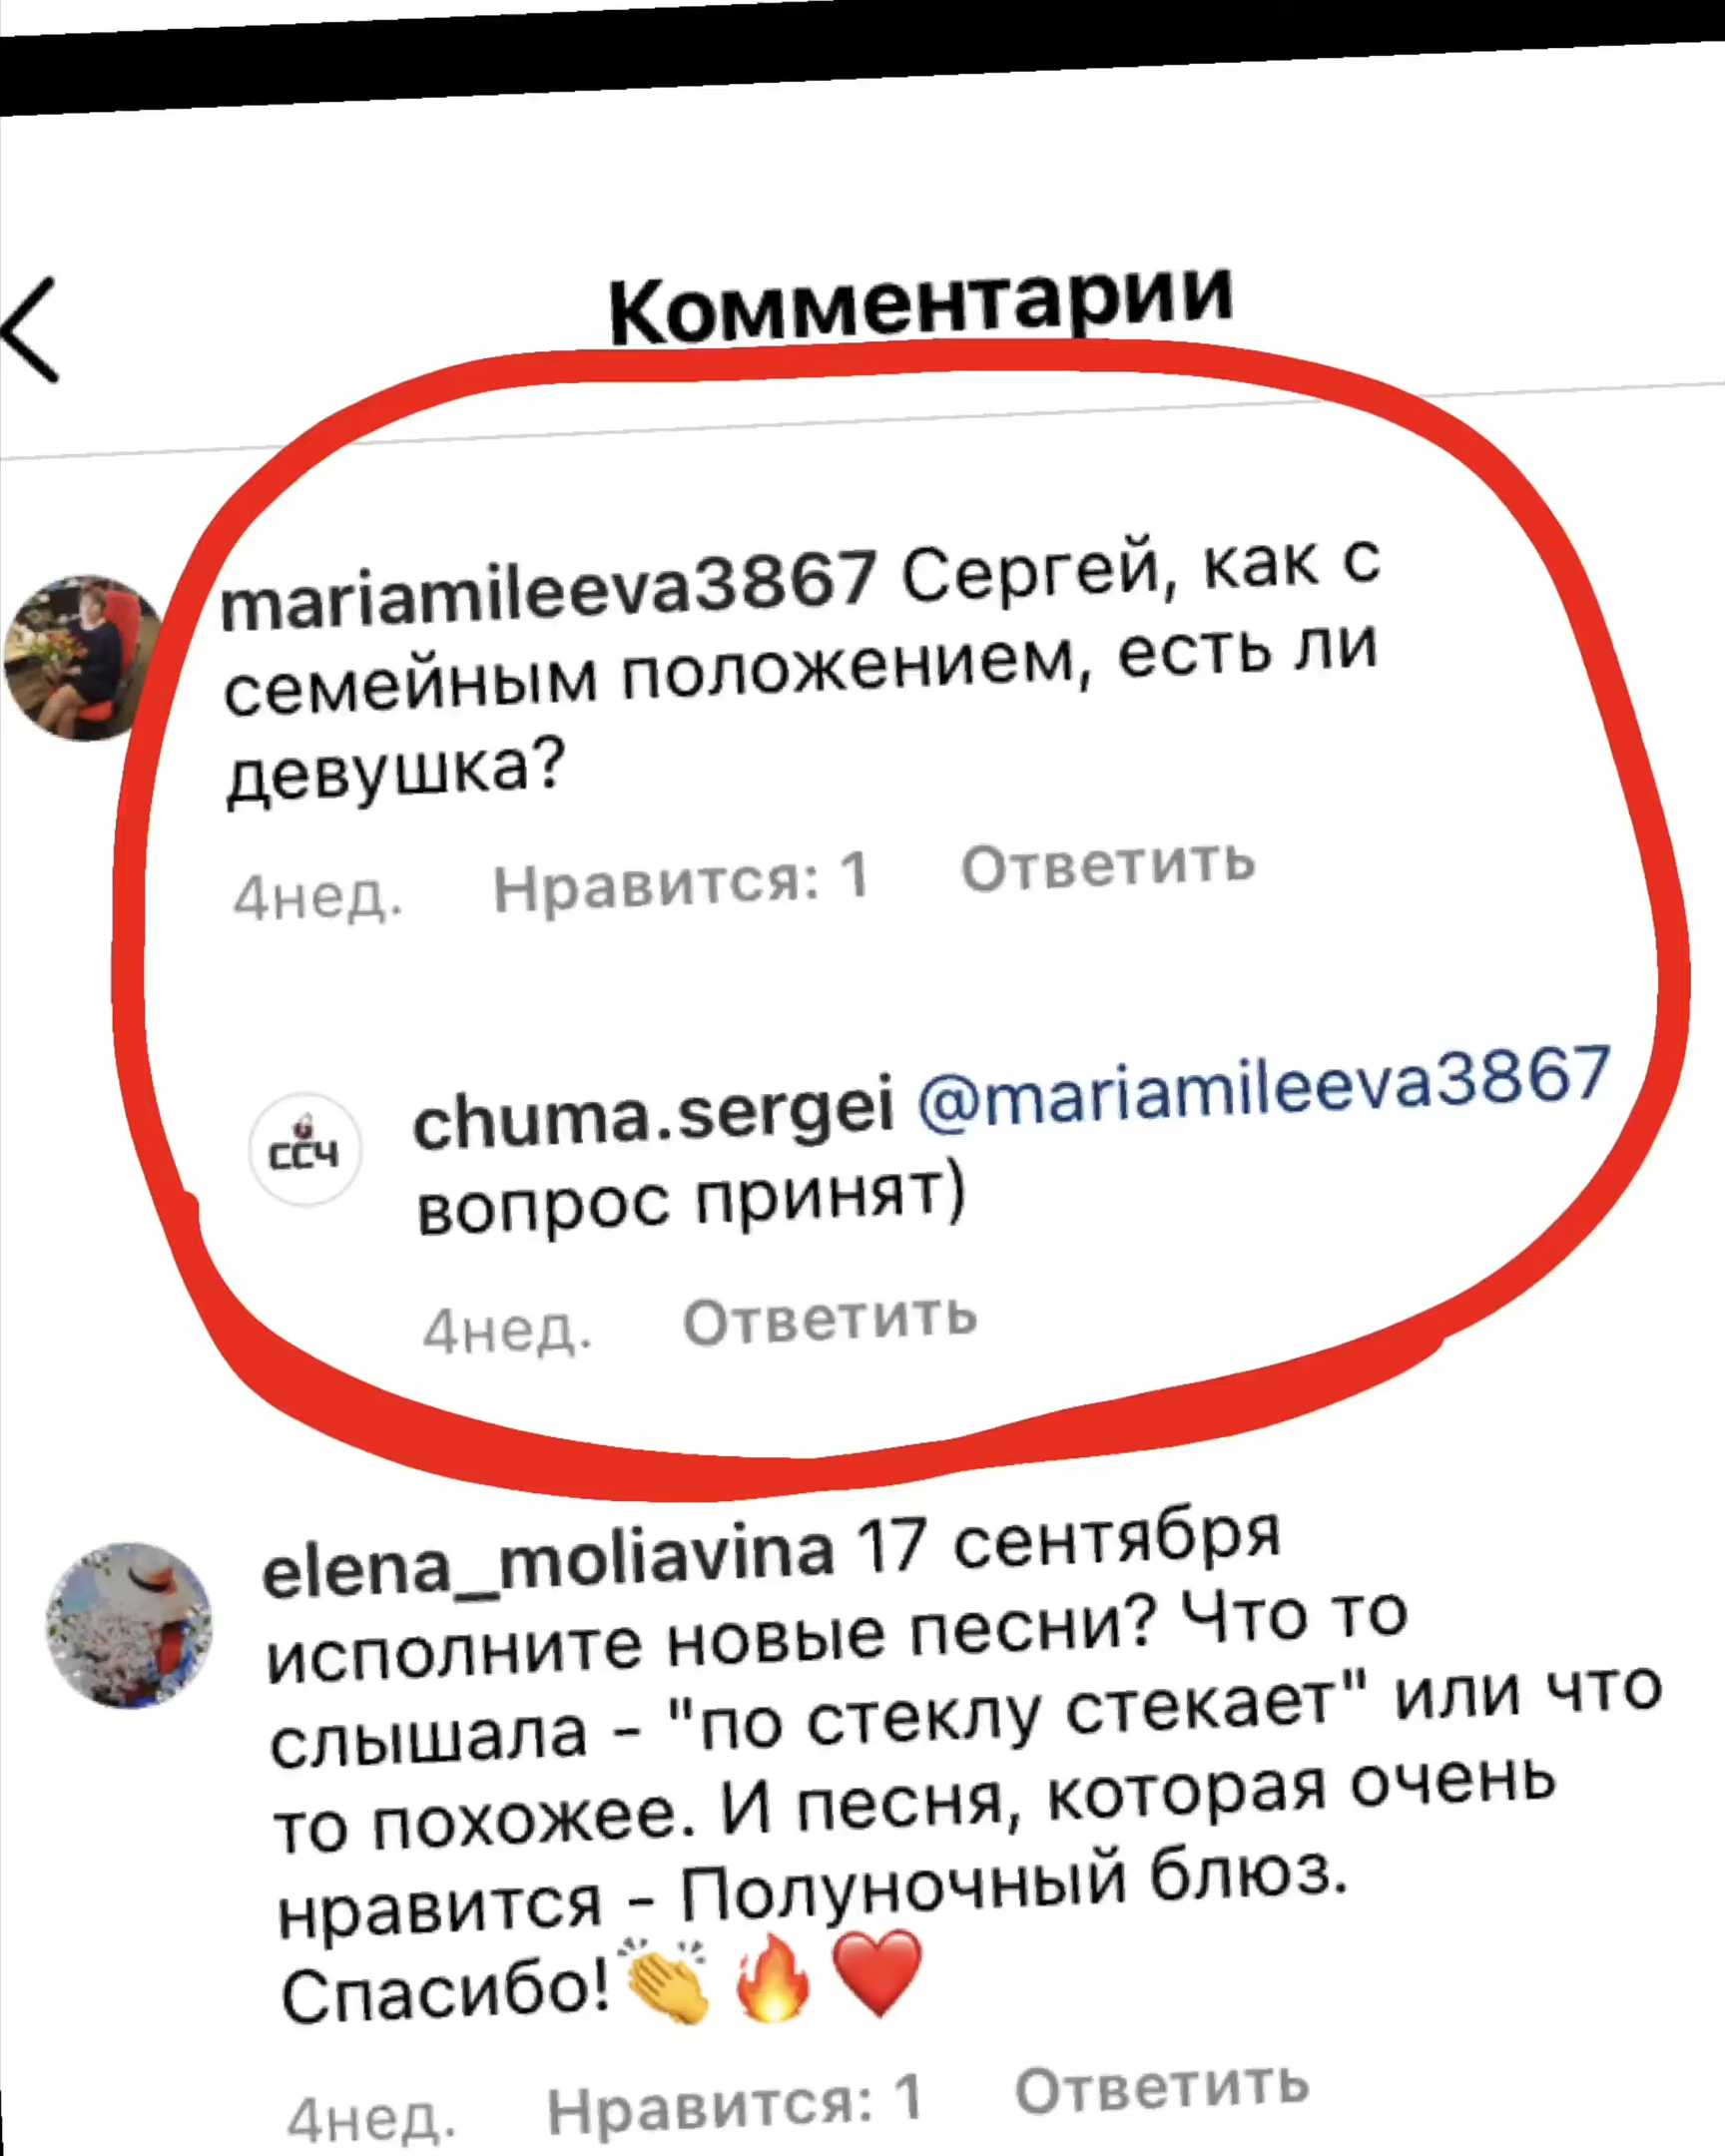 Комментарии
mariamileeva3867 Сергей, как с
семейным положением, есть ли
девушка?
4нед. Нравится: 1 Ответить
ссч
chuma.sergei @mariamileeva3867
вопрос принят)
4нед. Ответить
elena_moliavina 17 сентября
исполните новые песни? Что то
слышала - "по стеклу стекает" или что
то похожее. И песня, которая очень
нравится - Полуночный блюз.
Спасибо!👏🔥❤️
4нед. Нравится: 1 Ответить